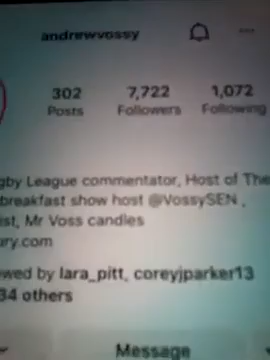 andrewvossy
302 7,722 1,072
Posts Followers Following
gby League commentator, Host of The
breakfast show host @VossySEN ,
ist, Mr Voss candles
ury.com
wed by lara_pitt, coreyjparker13
34 others
Message